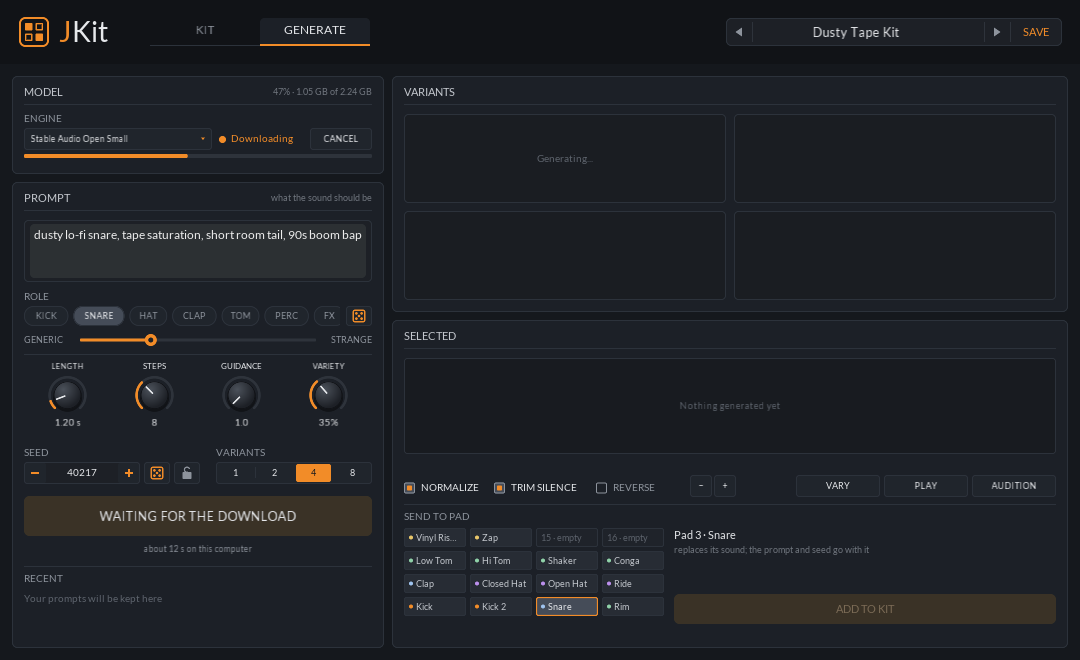 JKit
KIT
GENERATE
Dusty Tape Kit
SAVE
MODEL
47% · 1.05 GB of 2.24 GB
ENGINE
Stable Audio Open Small
Downloading
CANCEL
PROMPT
what the sound should be
dusty lo-fi snare, tape saturation, short room tail, 90s boom bap
ROLE
KICK
SNARE
HAT
CLAP
TOM
PERC
FX
GENERIC
STRANGE
LENGTH
STEPS
GUIDANCE
VARIETY
1.20 s
8
1.0
35%
SEED
VARIANTS
40217
1
2
4
8
WAITING FOR THE DOWNLOAD
about 12 s on this computer
RECENT
Your prompts will be kept here
VARIANTS
Generating...
SELECTED
Nothing generated yet
NORMALIZE
TRIM SILENCE
REVERSE
-
+
VARY
PLAY
AUDITION
SEND TO PAD
Vinyl Ris...
Zap
15 · empty
16 · empty
Low Tom
Hi Tom
Shaker
Conga
Clap
Closed Hat
Open Hat
Ride
Kick
Kick 2
Snare
Rim
Pad 3 · Snare
replaces its sound; the prompt and seed go with it
ADD TO KIT